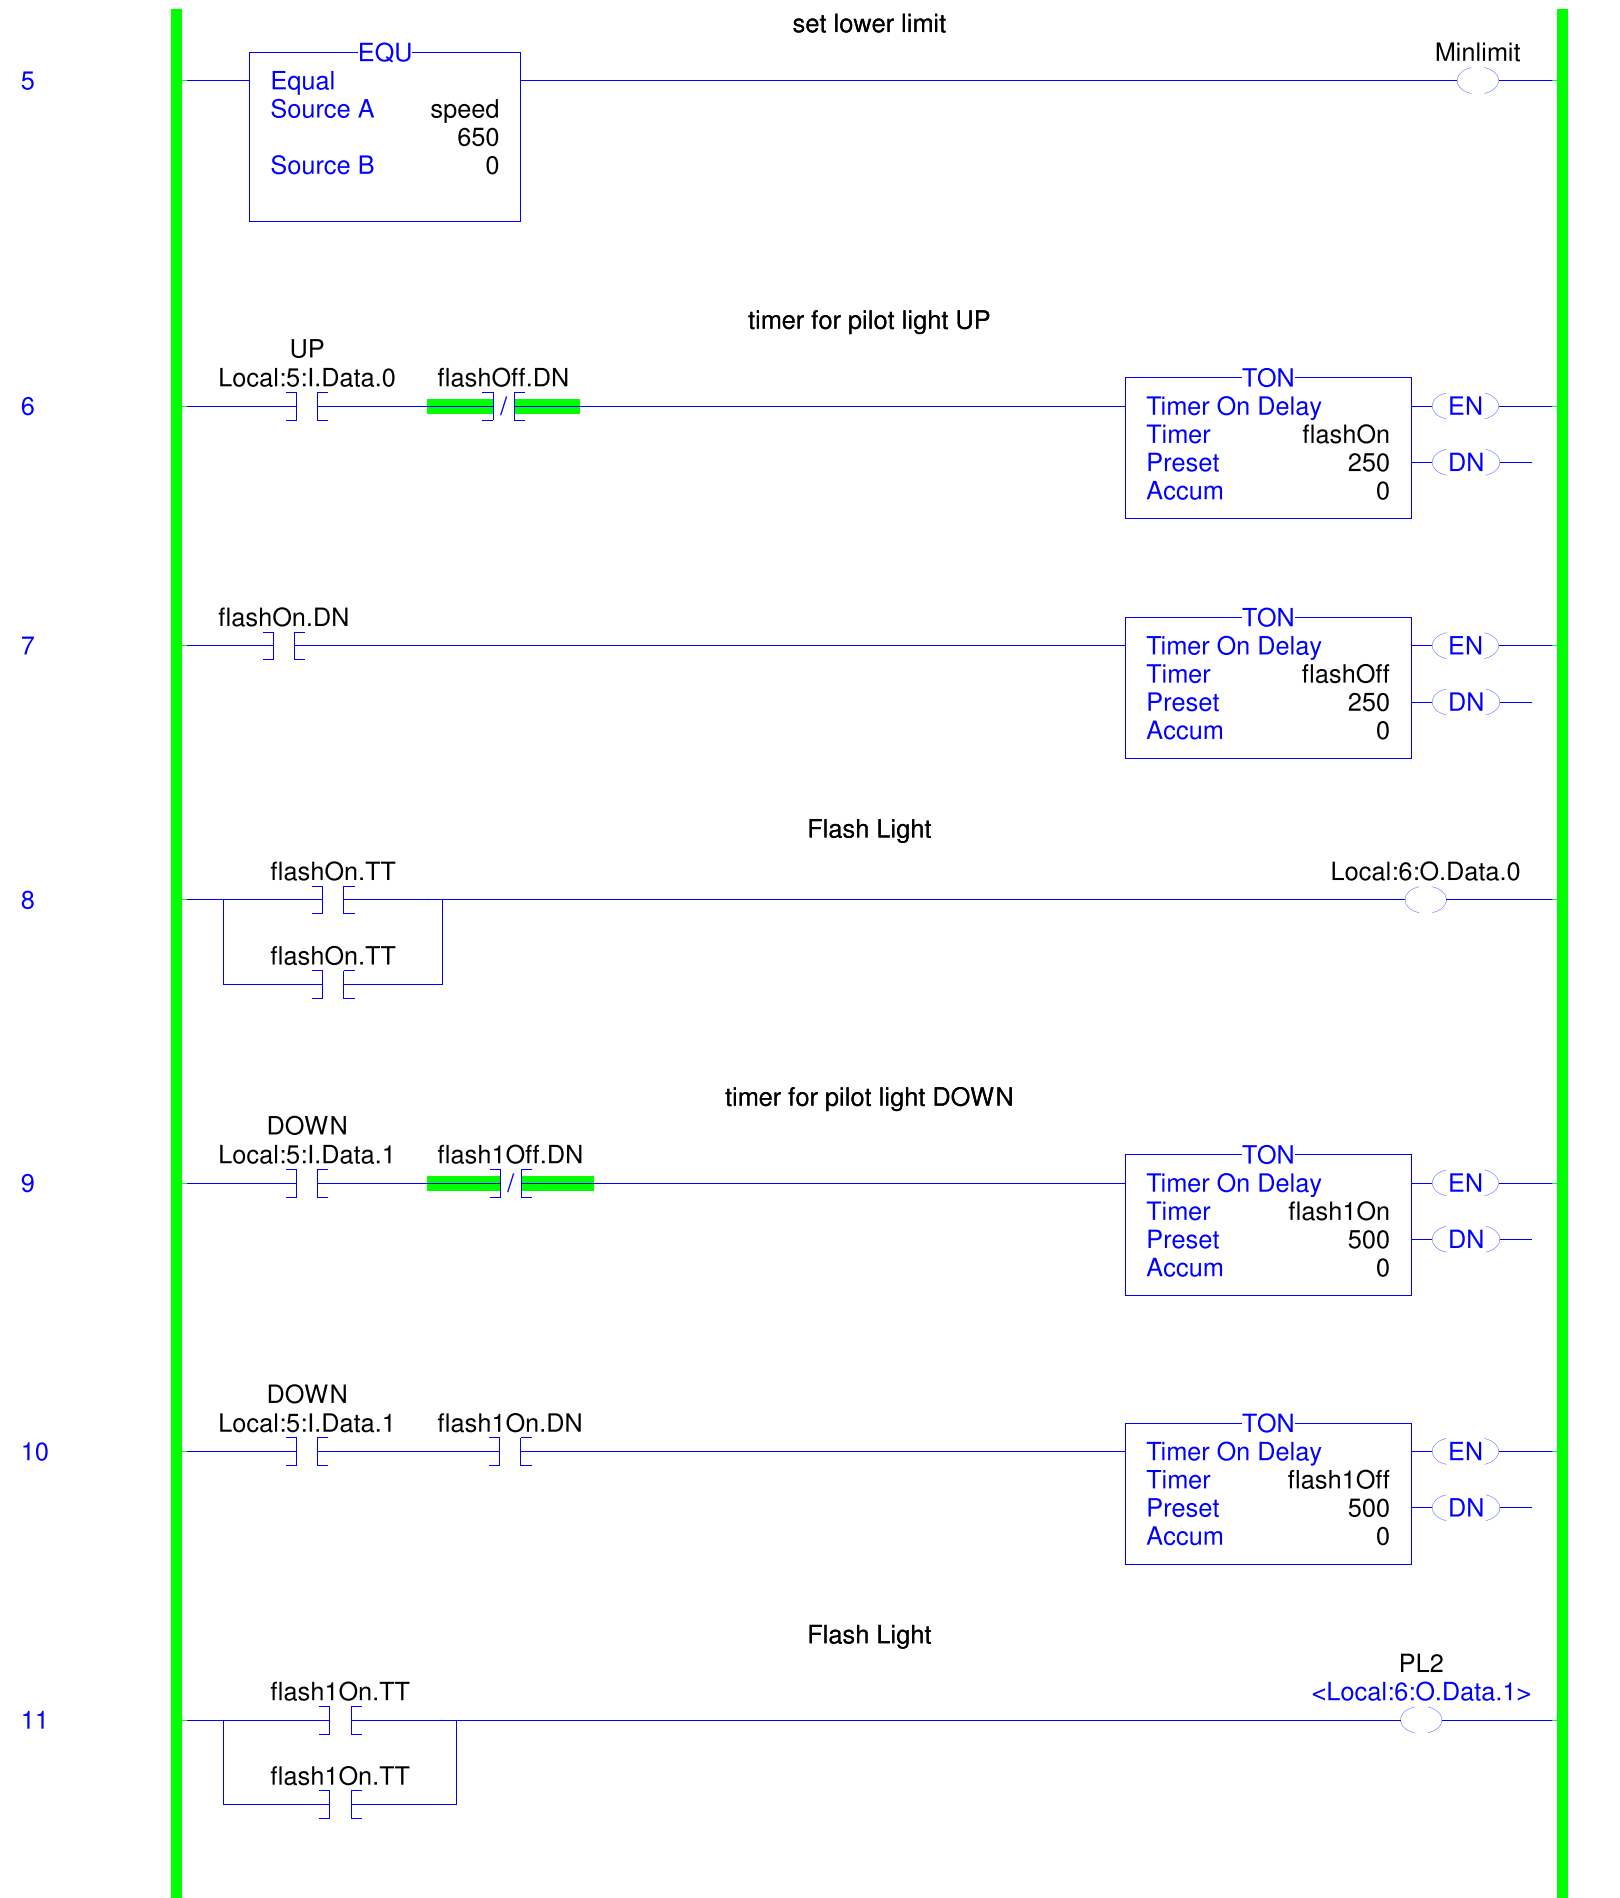 set lower limit
Minlimit
5
EQU
Equal
Source A speed
650
Source B 0
timer for pilot light UP
UP
Local:5:I.Data.0 flashOff.DN
6
/
TON
Timer On Delay
Timer flashOn
Preset 250
Accum 0
EN
DN
flashOn.DN
7
TON
Timer On Delay
Timer flashOff
Preset 250
Accum 0
EN
DN
Flash Light
flashOn.TT
Local:6:O.Data.0
8
flashOn.TT
timer for pilot light DOWN
DOWN
Local:5:I.Data.1 flash1Off.DN
9
/
TON
Timer On Delay
Timer flash1On
Preset 500
Accum 0
EN
DN
DOWN
Local:5:I.Data.1 flash1On.DN
10
TON
Timer On Delay
Timer flash1Off
Preset 500
Accum 0
EN
DN
Flash Light
PL2
flash1On.TT
<Local:6:O.Data.1>
11
flash1On.TT